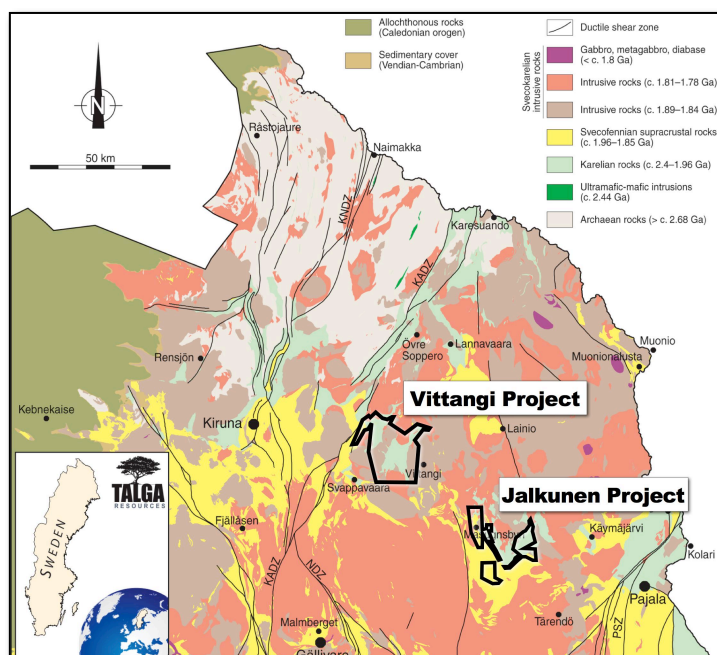 Allochthonous rocks
(Caledonian orogen)
Sedimentary cover
(Vendian-Cambrian)
Ductile shear zone
Svecokarelian
intrusive rocks
Gabbro, metagabbro, diabase
(< c. 1.8 Ga)
Intrusive rocks (c. 1.81–1.78 Ga)
Intrusive rocks (c. 1.89–1.84 Ga)
Svecofennian supracrustal rocks
(c. 1.96–1.85 Ga)
Karelian rocks (c. 2.4–1.96 Ga)
Ultramafic-mafic intrusions
(c. 2.44 Ga)
Archaean rocks (> c. 2.68 Ga)
N
50 km
Råstojaure
Naimakka
KNDZ
Karesuando
KADZ
Övre
Soppero
Lannavaara
Muonio
Muonionalusta
Rensjön
Kebnekaise
Kiruna
Vittangi Project
Lainio
Vittangi
Svappavaara
Jalkunen Project
Fjällåsen
Käymäjärvi
Kolari
KADZ
NDZ
Pajala
Tärendö
PSZ
Malmberget
TALGA
RESOURCES
SWEDEN